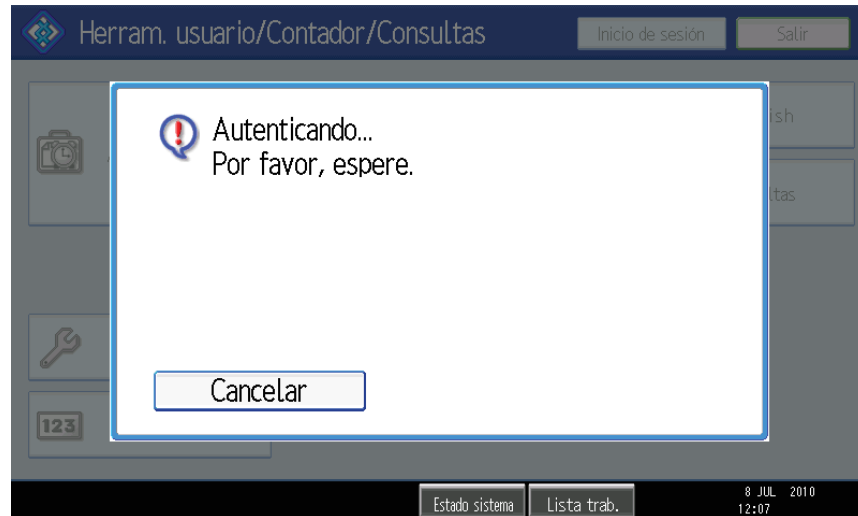 Herram. usuario/Contador/Consultas
Inicio de sesión
Salir
Autenticando...
Por favor, espere.
Cancelar
ish
ltas
123
Estado sistema
Lista trab.
8 JUL 2010
12:07